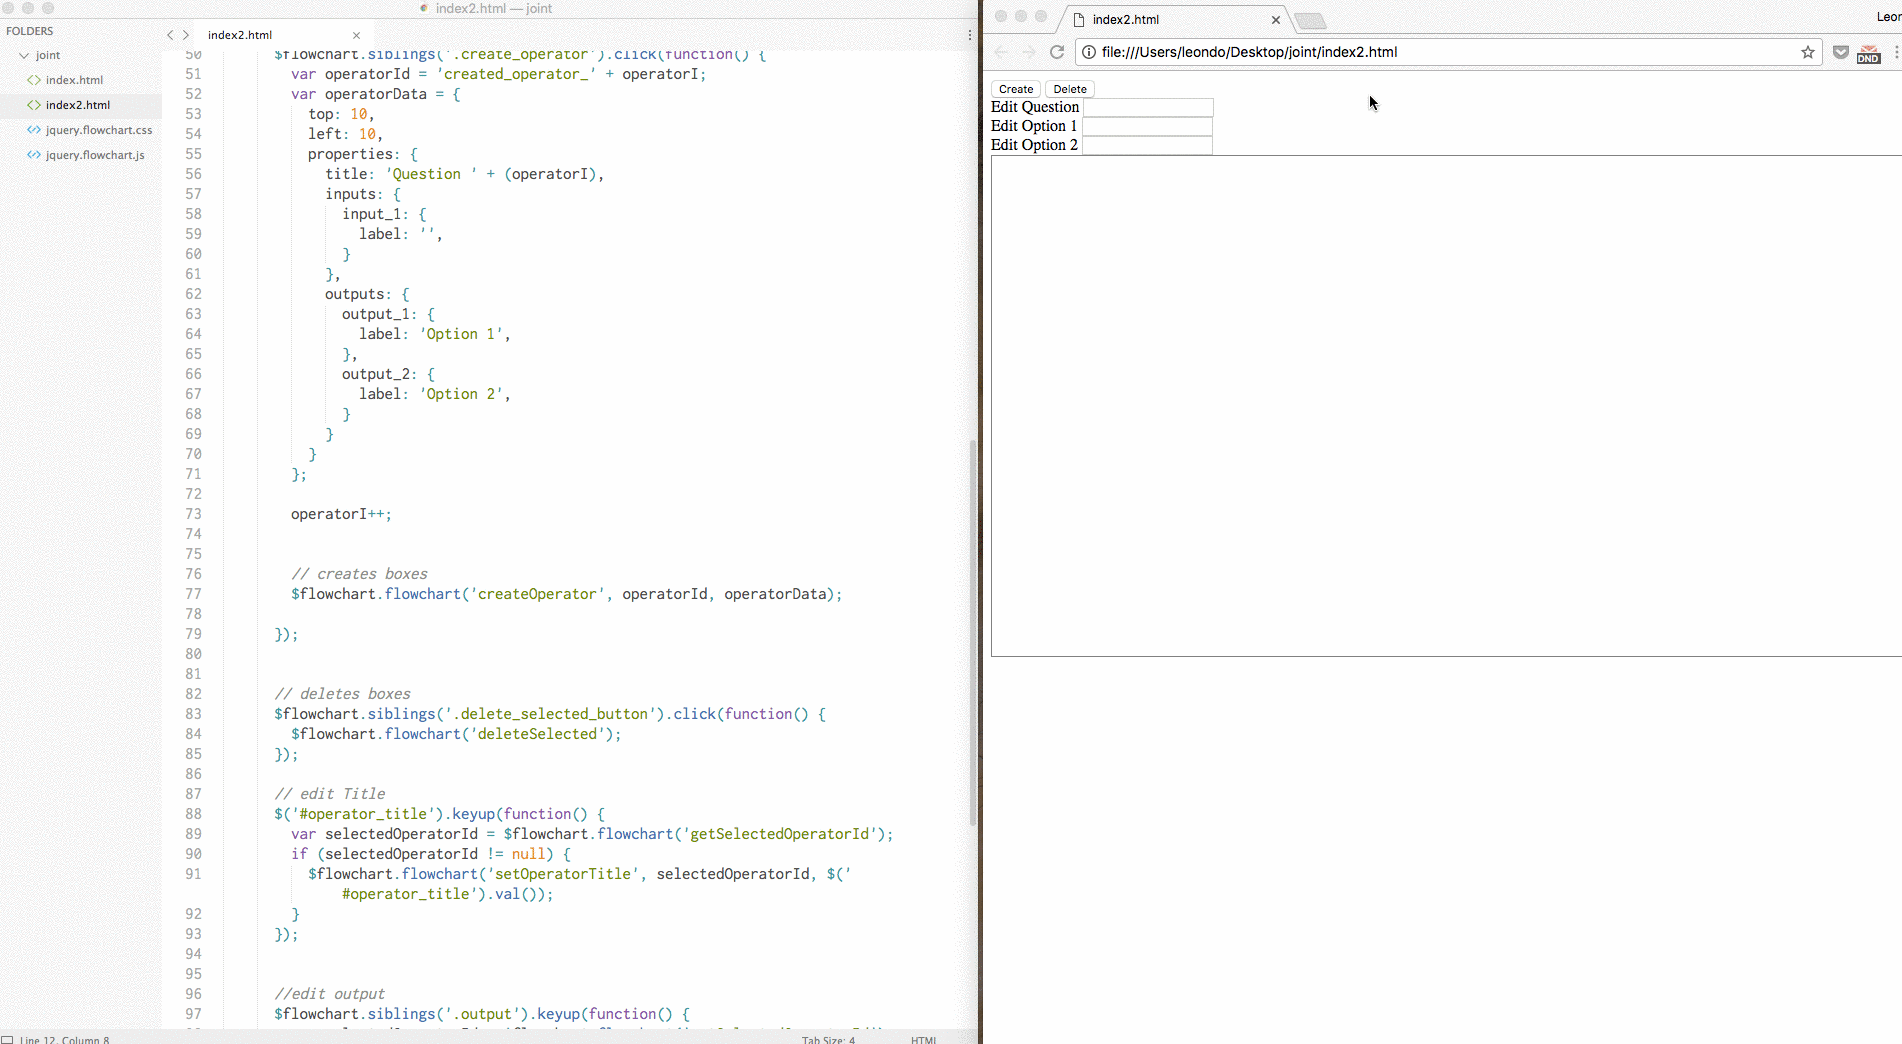 index2.html — joint
FOLDERS
joint
index.html
index2.html
jquery.flowchart.css
jquery.flowchart.js
index2.html
50 $flowchart.siblings('.create_operator').click(function() {
51 var operatorId = 'created_operator_' + operatorI;
52 var operatorData = {
53 top: 10,
54 left: 10,
55 properties: {
56 title: 'Question ' + (operatorI),
57 inputs: {
58 input_1: {
59 label: '',
60 }
61 },
62 outputs: {
63 output_1: {
64 label: 'Option 1',
65 },
66 output_2: {
67 label: 'Option 2',
68 }
69 }
70 }
71 };
72
73 operatorI++;
74
75
76 // creates boxes
77 $flowchart.flowchart('createOperator', operatorId, operatorData);
78
79 });
80
81
82 // deletes boxes
83 $flowchart.siblings('.delete_selected_button').click(function() {
84 $flowchart.flowchart('deleteSelected');
85 });
86
87 // edit Title
88 $('#operator_title').keyup(function() {
89 var selectedOperatorId = $flowchart.flowchart('getSelectedOperatorId');
90 if (selectedOperatorId != null) {
91 $flowchart.flowchart('setOperatorTitle', selectedOperatorId, $('
#operator_title').val());
92 }
93 });
94
95
96 //edit output
97 $flowchart.siblings('.output').keyup(function() {
Line 12, Column 8
Tab Size: 4
HTML
index2.html
Leon
file:///Users/leondo/Desktop/joint/index2.html
DND
Create Delete
Edit Question
Edit Option 1
Edit Option 2